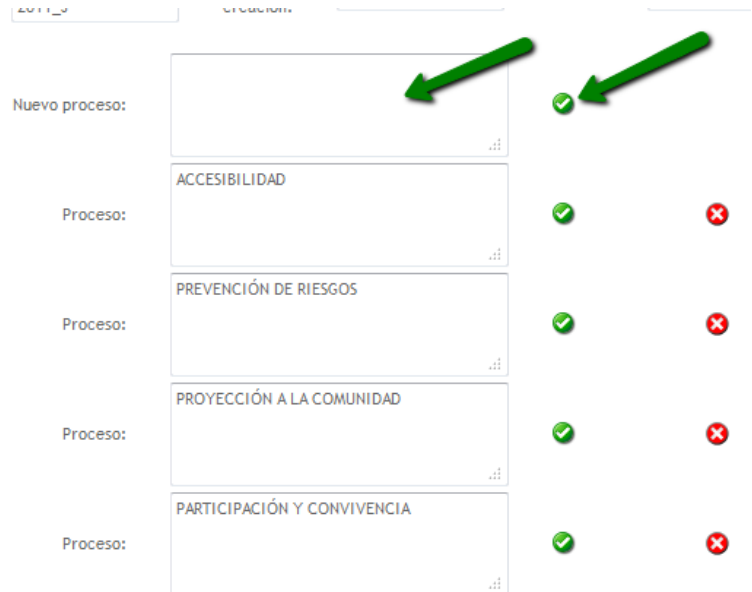 Nuevo proceso:
ACCESIBILIDAD
Proceso:
PREVENCIÓN DE RIESGOS
Proceso:
PROYECCIÓN A LA COMUNIDAD
Proceso:
PARTICIPACIÓN Y CONVIVENCIA
Proceso: